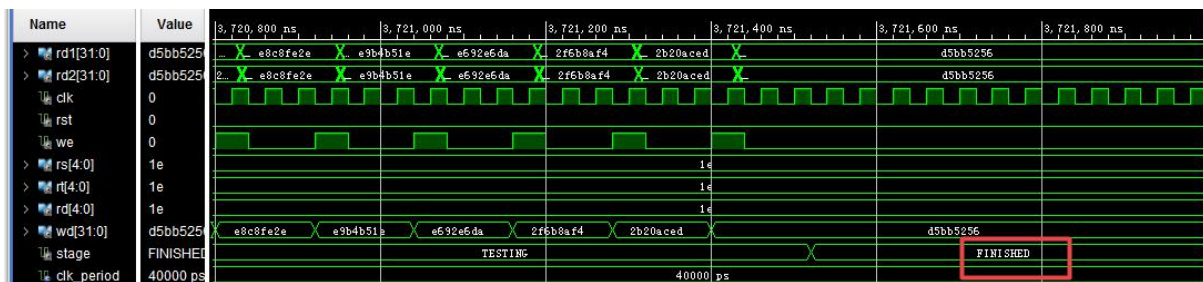 Name Value 3,720,800 ns 3,721,000 ns 3,721,200 ns 3,721,400 ns 3,721,600 ns 3,721,800 ns
rd1[31:0] d5bb525 ... e8c8fe2e e9b4b51e e692e6da 2f6b8af4 2b20aced d5bb5256
rd2[31:0] d5bb525 2... e8c8fe2e e9b4b51e e692e6da 2f6b8af4 2b20aced d5bb5256
clk 0
rst 0
we 0
rs[4:0] 1e 1e
rt[4:0] 1e 1e
rd[4:0] 1e 1e
wd[31:0] d5bb525 e8c8fe2e e9b4b51e e692e6da 2f6b8af4 2b20aced d5bb5256
stage FINISHED TESTING FINISHED
clk_period 40000 ps 40000 ps